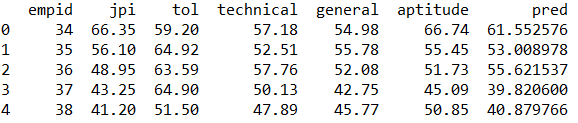 empid jpi tol technical general aptitude pred
0 34 66.35 59.20 57.18 54.98 66.74 61.552576
1 35 56.10 64.92 52.51 55.78 55.45 53.008978
2 36 48.95 63.59 57.76 52.08 51.73 55.621537
3 37 43.25 64.90 50.13 42.75 45.09 39.820600
4 38 41.20 51.50 47.89 45.77 50.85 40.879766